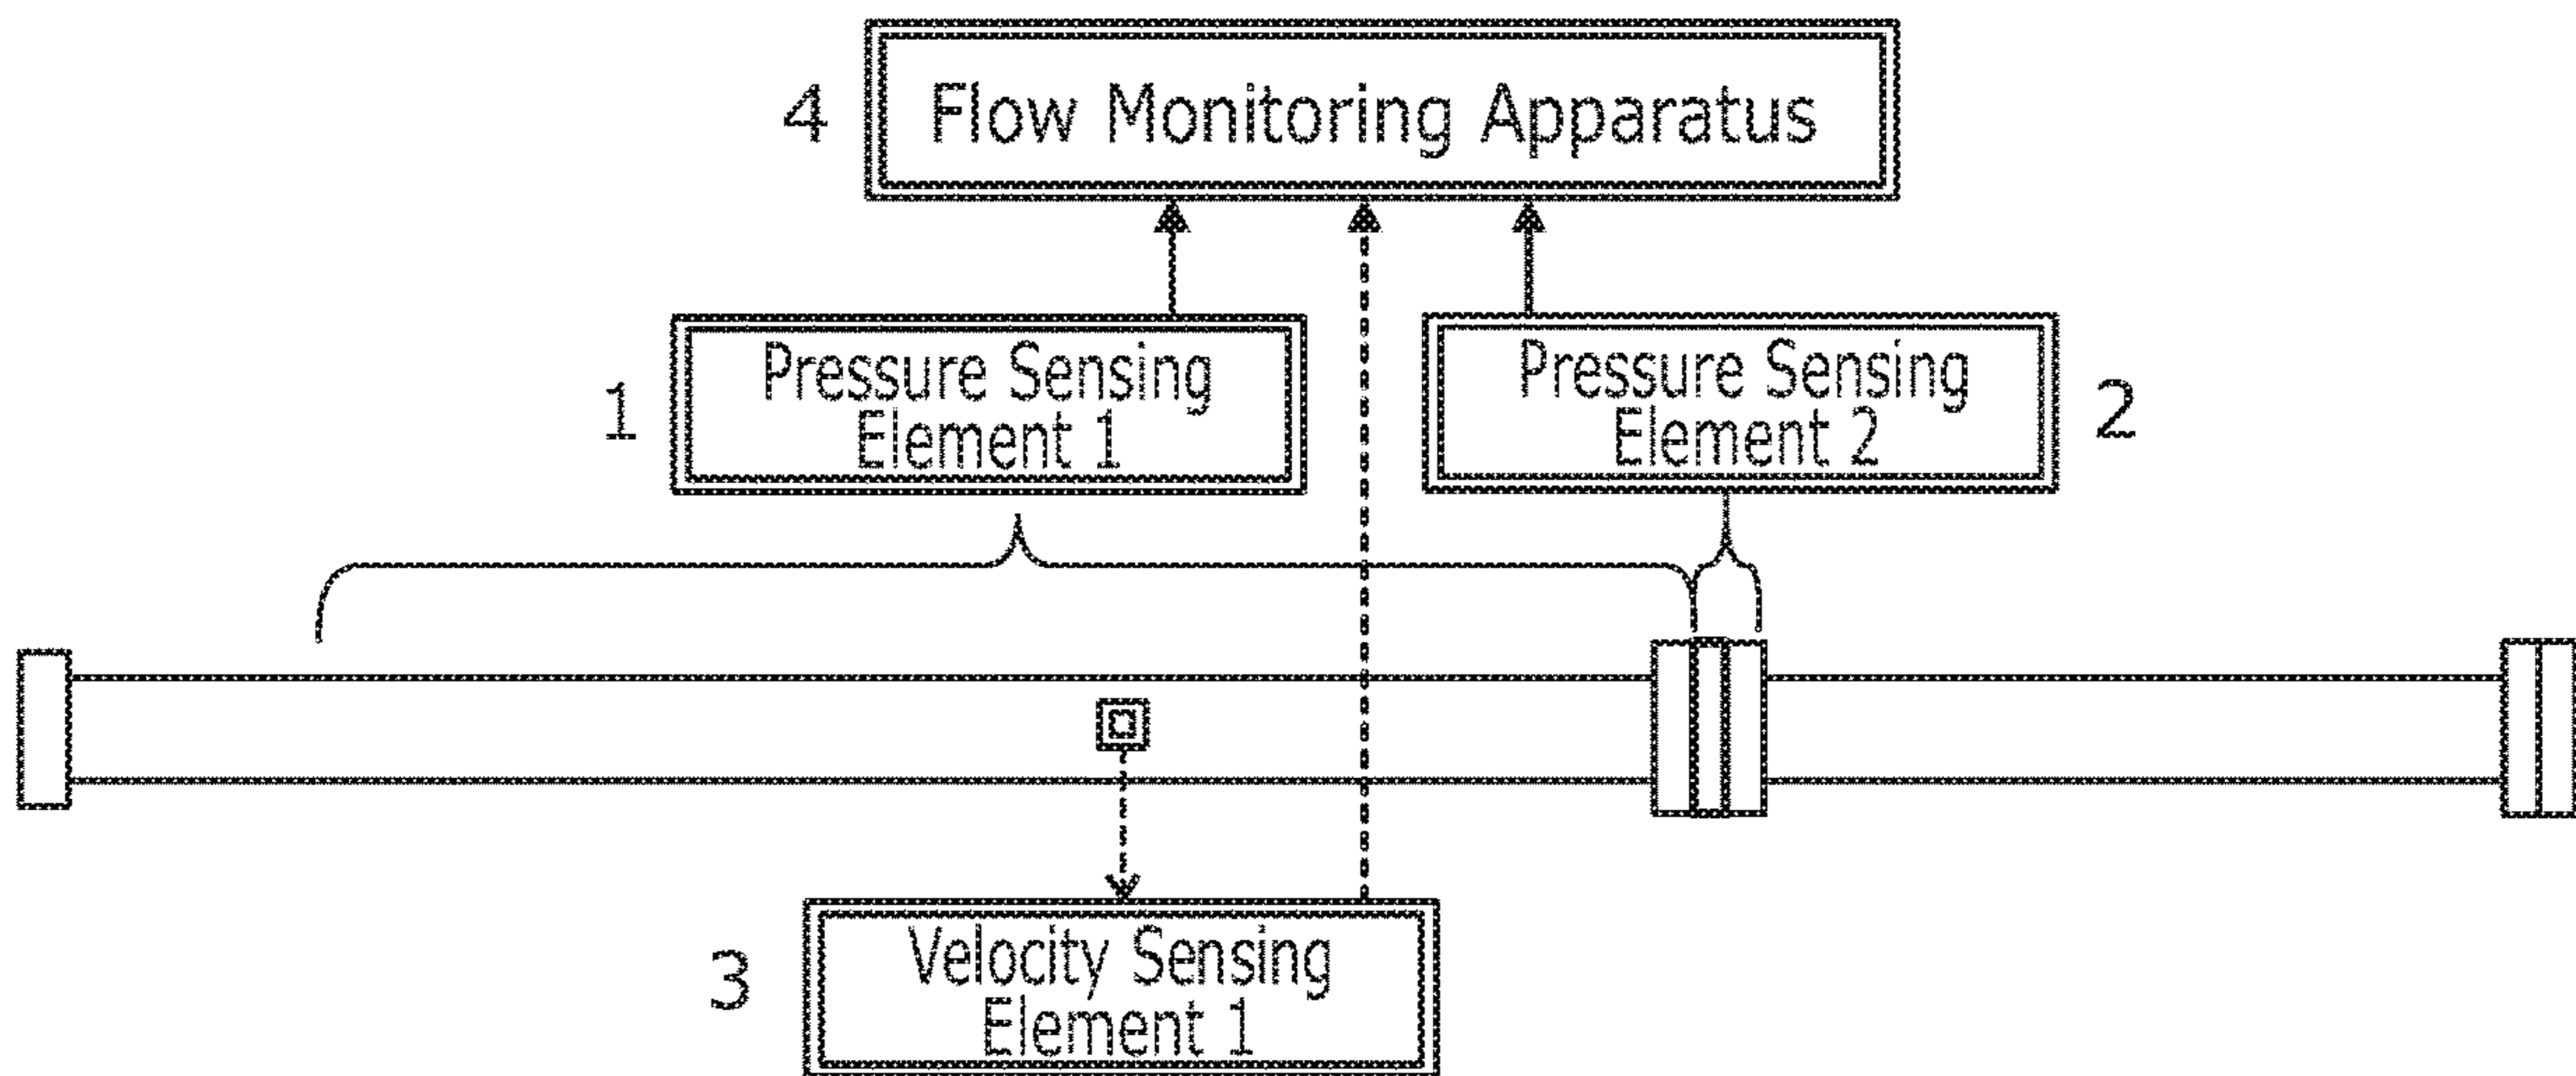 4
Flow Monitoring Apparatus
1
Pressure Sensing
Element 1
Pressure Sensing
Element 2
2
3
Velocity Sensing
Element 1